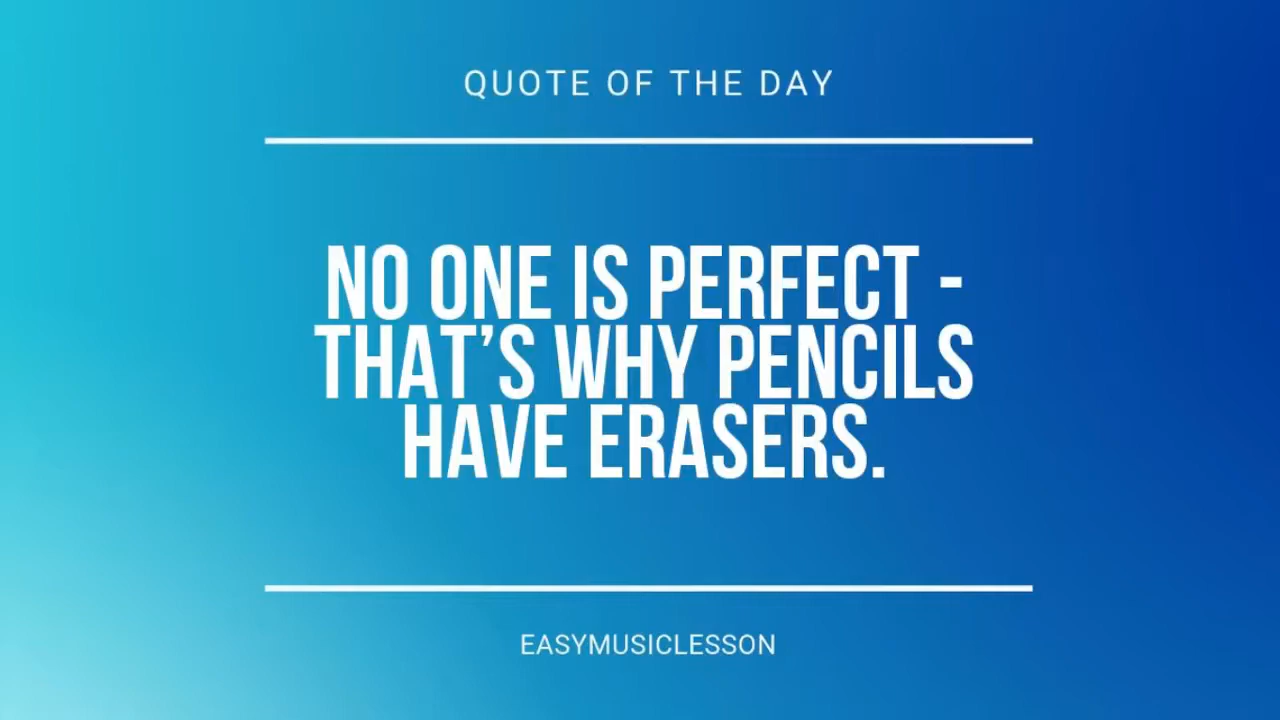 QUOTE OF THE DAY
NO ONE IS PERFECT -
THAT’S WHY PENCILS
HAVE ERASERS.
EASYMUSICLESSON